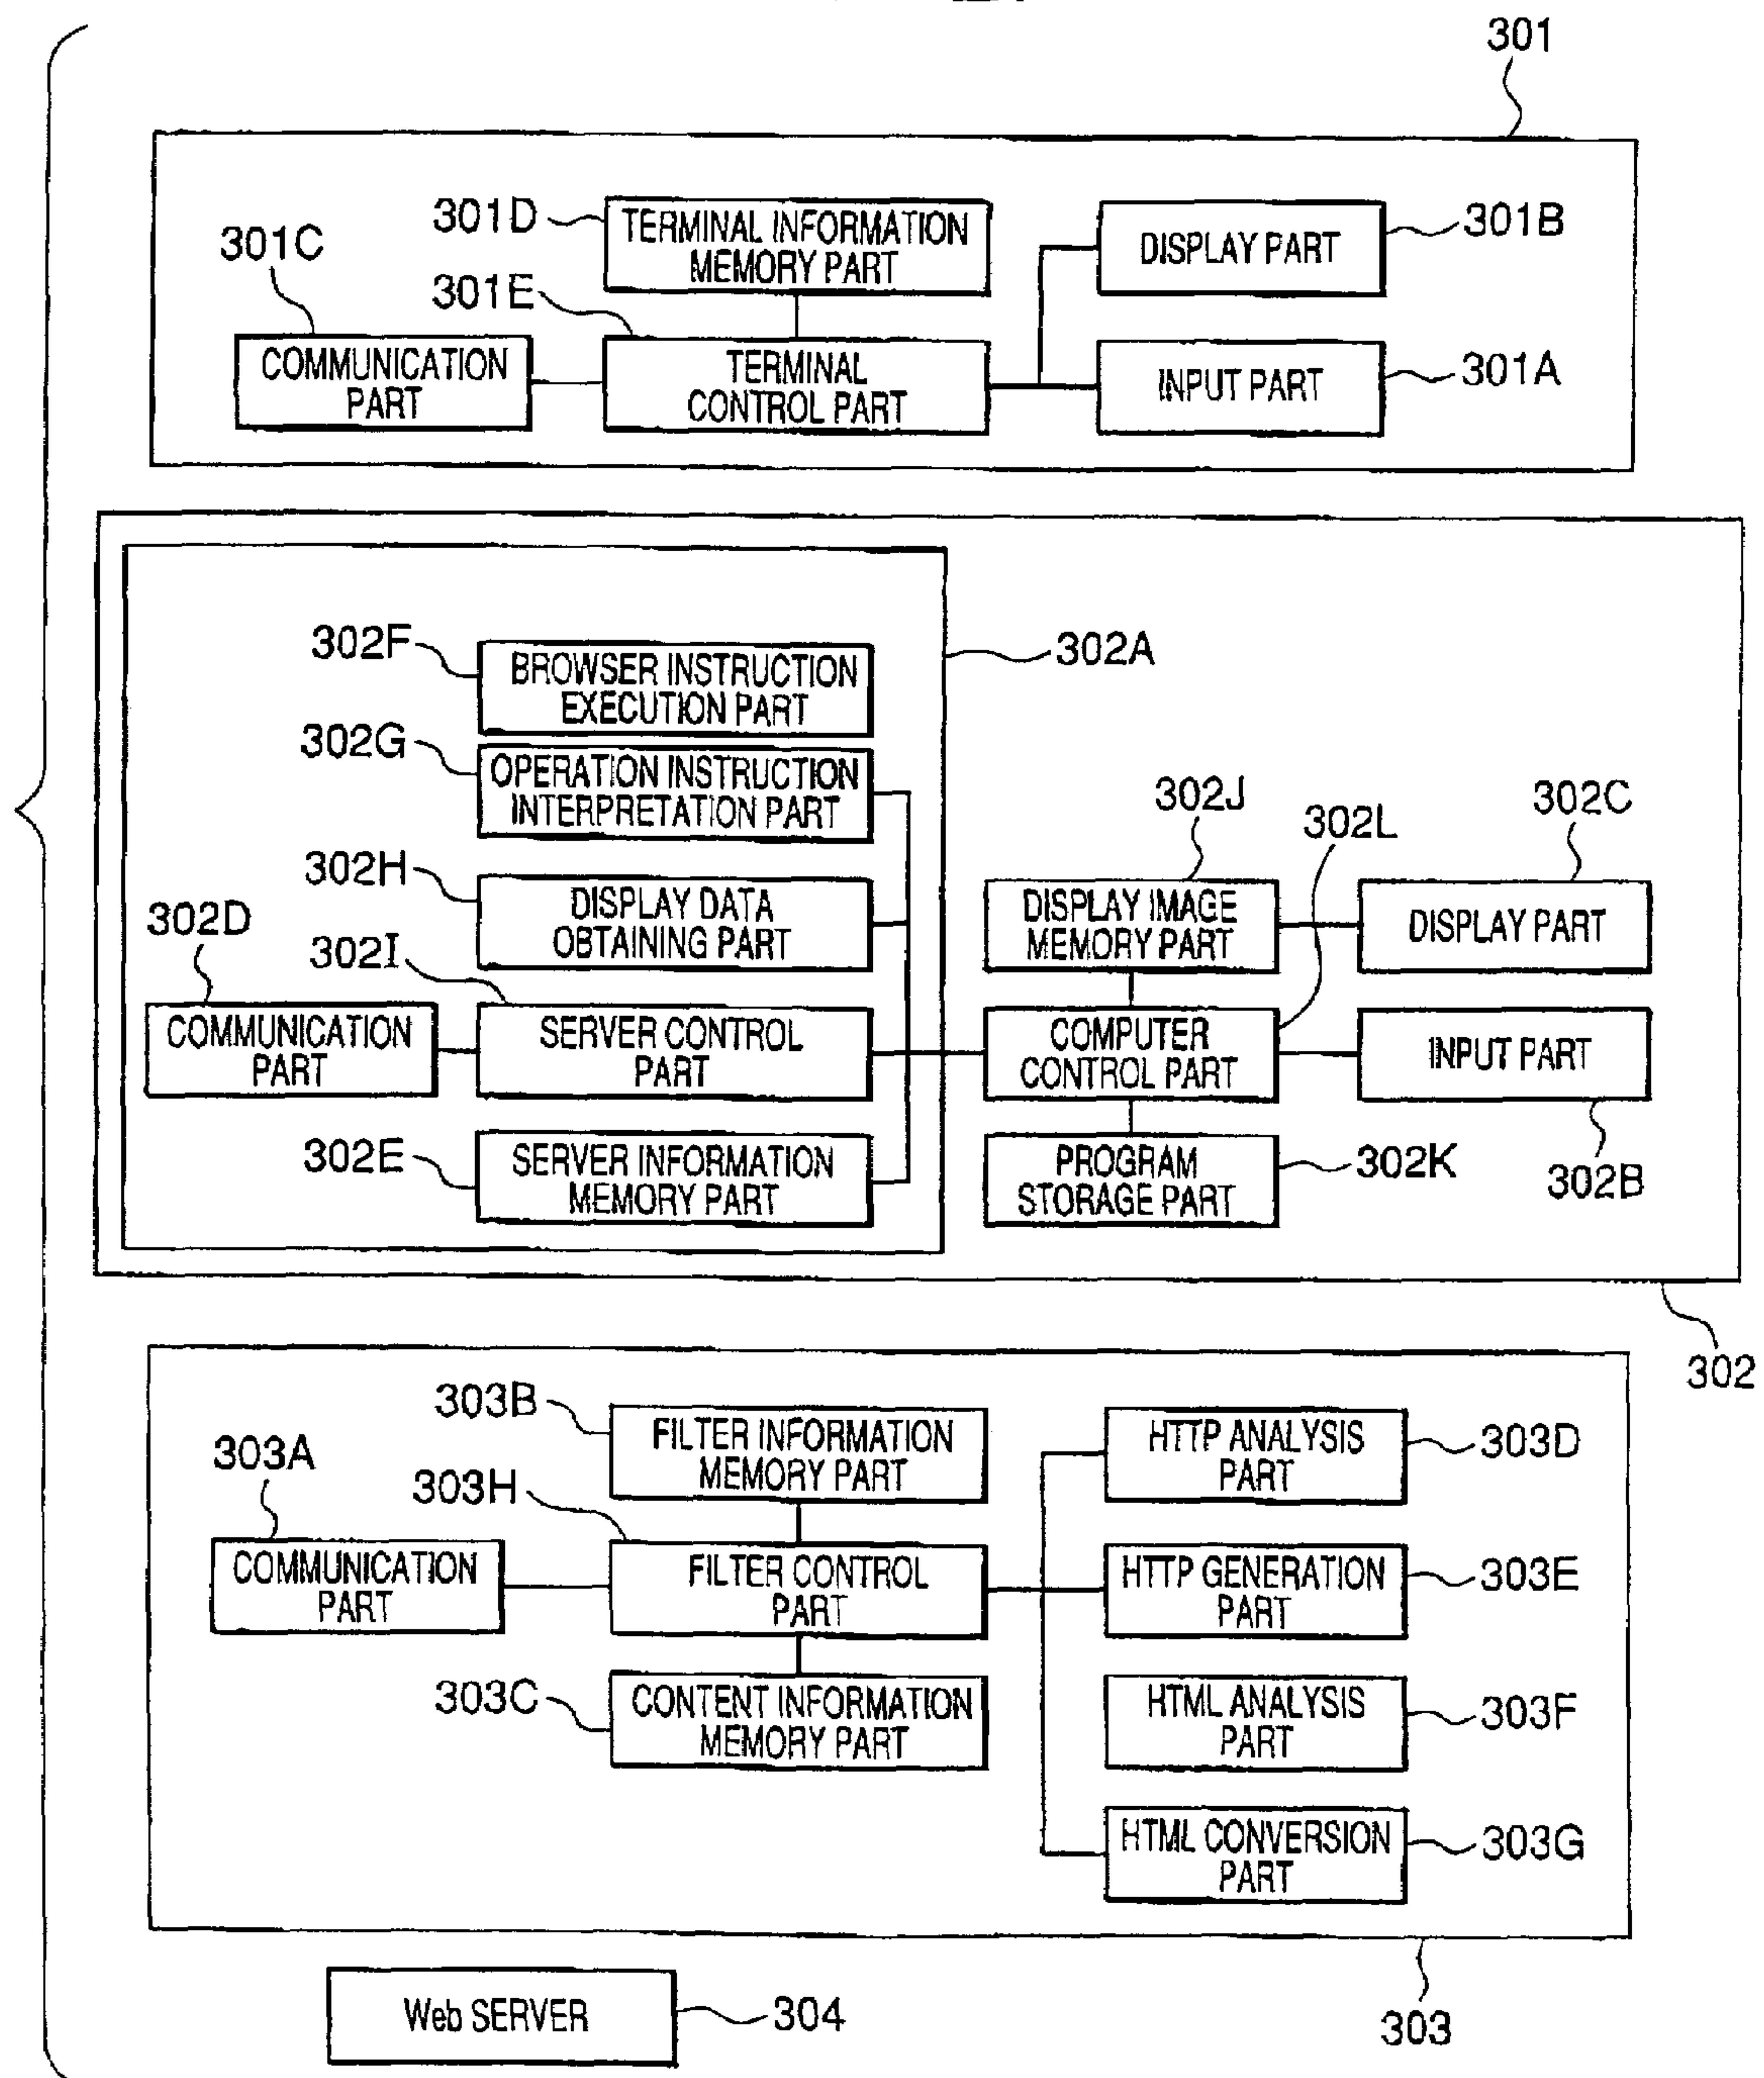 301
301D
TERMINAL INFORMATION
MEMORY PART
301B
DISPLAY PART
301C
301E
COMMUNICATION
PART
TERMINAL
CONTROL PART
INPUT PART
301A
302F
BROWSER INSTRUCTION
EXECUTION PART
302A
302G
OPERATION INSTRUCTION
INTERPRETATION PART
302J
302L
302C
302H
DISPLAY DATA
OBTAINING PART
DISPLAY IMAGE
MEMORY PART
DISPLAY PART
302D
302I
COMMUNICATION
PART
SERVER CONTROL
PART
COMPUTER
CONTROL PART
INPUT PART
302E
SERVER INFORMATION
MEMORY PART
PROGRAM
STORAGE PART
302K
302B
302
303B
FILTER INFORMATION
MEMORY PART
HTTP ANALYSIS
PART
303D
303A
303H
COMMUNICATION
PART
FILTER CONTROL
PART
HTTP GENERATION
PART
303E
303C
CONTENT INFORMATION
MEMORY PART
HTML ANALYSIS
PART
303F
HTML CONVERSION
PART
303G
Web SERVER
304
303